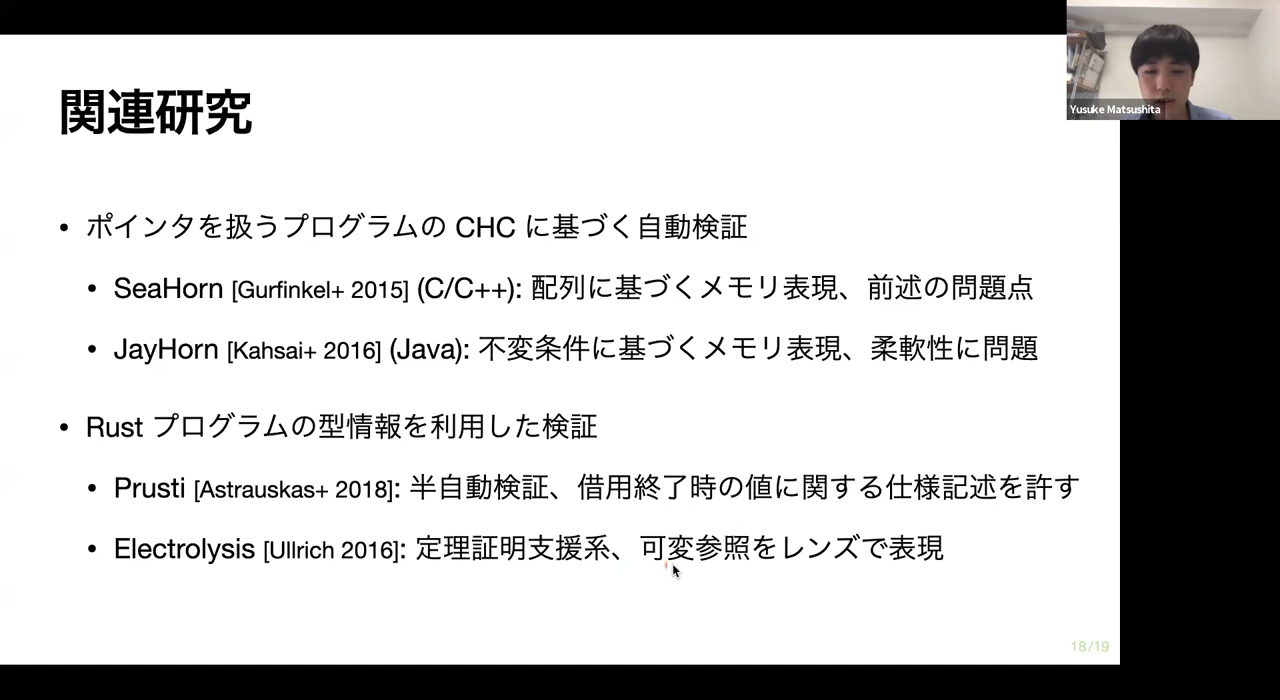 関連研究
Yusuke Matsushita
• ポインタを扱うプログラムの CHC に基づく自動検証
• SeaHorn [Gurfinkel+ 2015] (C/C++): 配列に基づくメモリ表現、前述の問題点
• JayHorn [Kahsai+ 2016] (Java): 不変条件に基づくメモリ表現、柔軟性に問題
• Rust プログラムの型情報を利用した検証
• Prusti [Astrauskas+ 2018]: 半自動検証、借用終了時の値に関する仕様記述を許す
• Electrolysis [Ullrich 2016]: 定理証明支援系、可変参照をレンズで表現
18/19